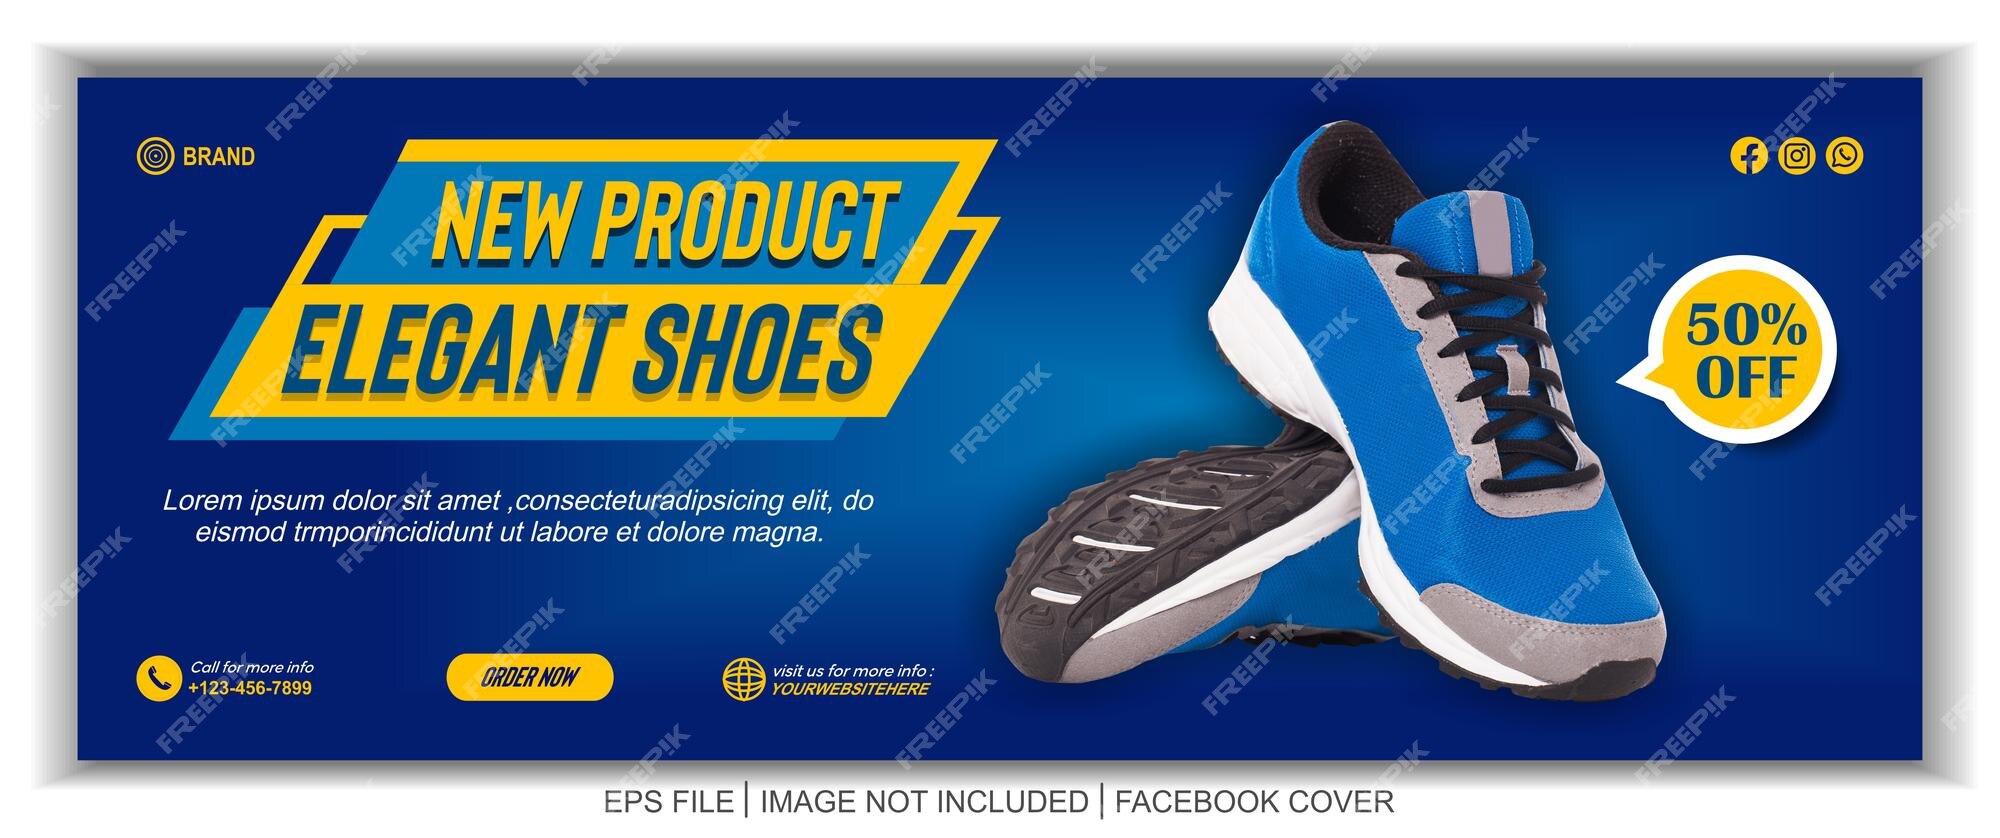 BRAND
NEW PRODUCT
ELEGANT SHOES
Lorem ipsum dolor sit amet ,consecteturadipsicing elit, do
eismod trmporincididunt ut labore et dolore magna.
Call for more info
+123-456-7899
ORDER NOW
visit us for more info :
YOURWEBSITEHERE
50%
OFF
EPS FILE | IMAGE NOT INCLUDED | FACEBOOK COVER
FREEPIK